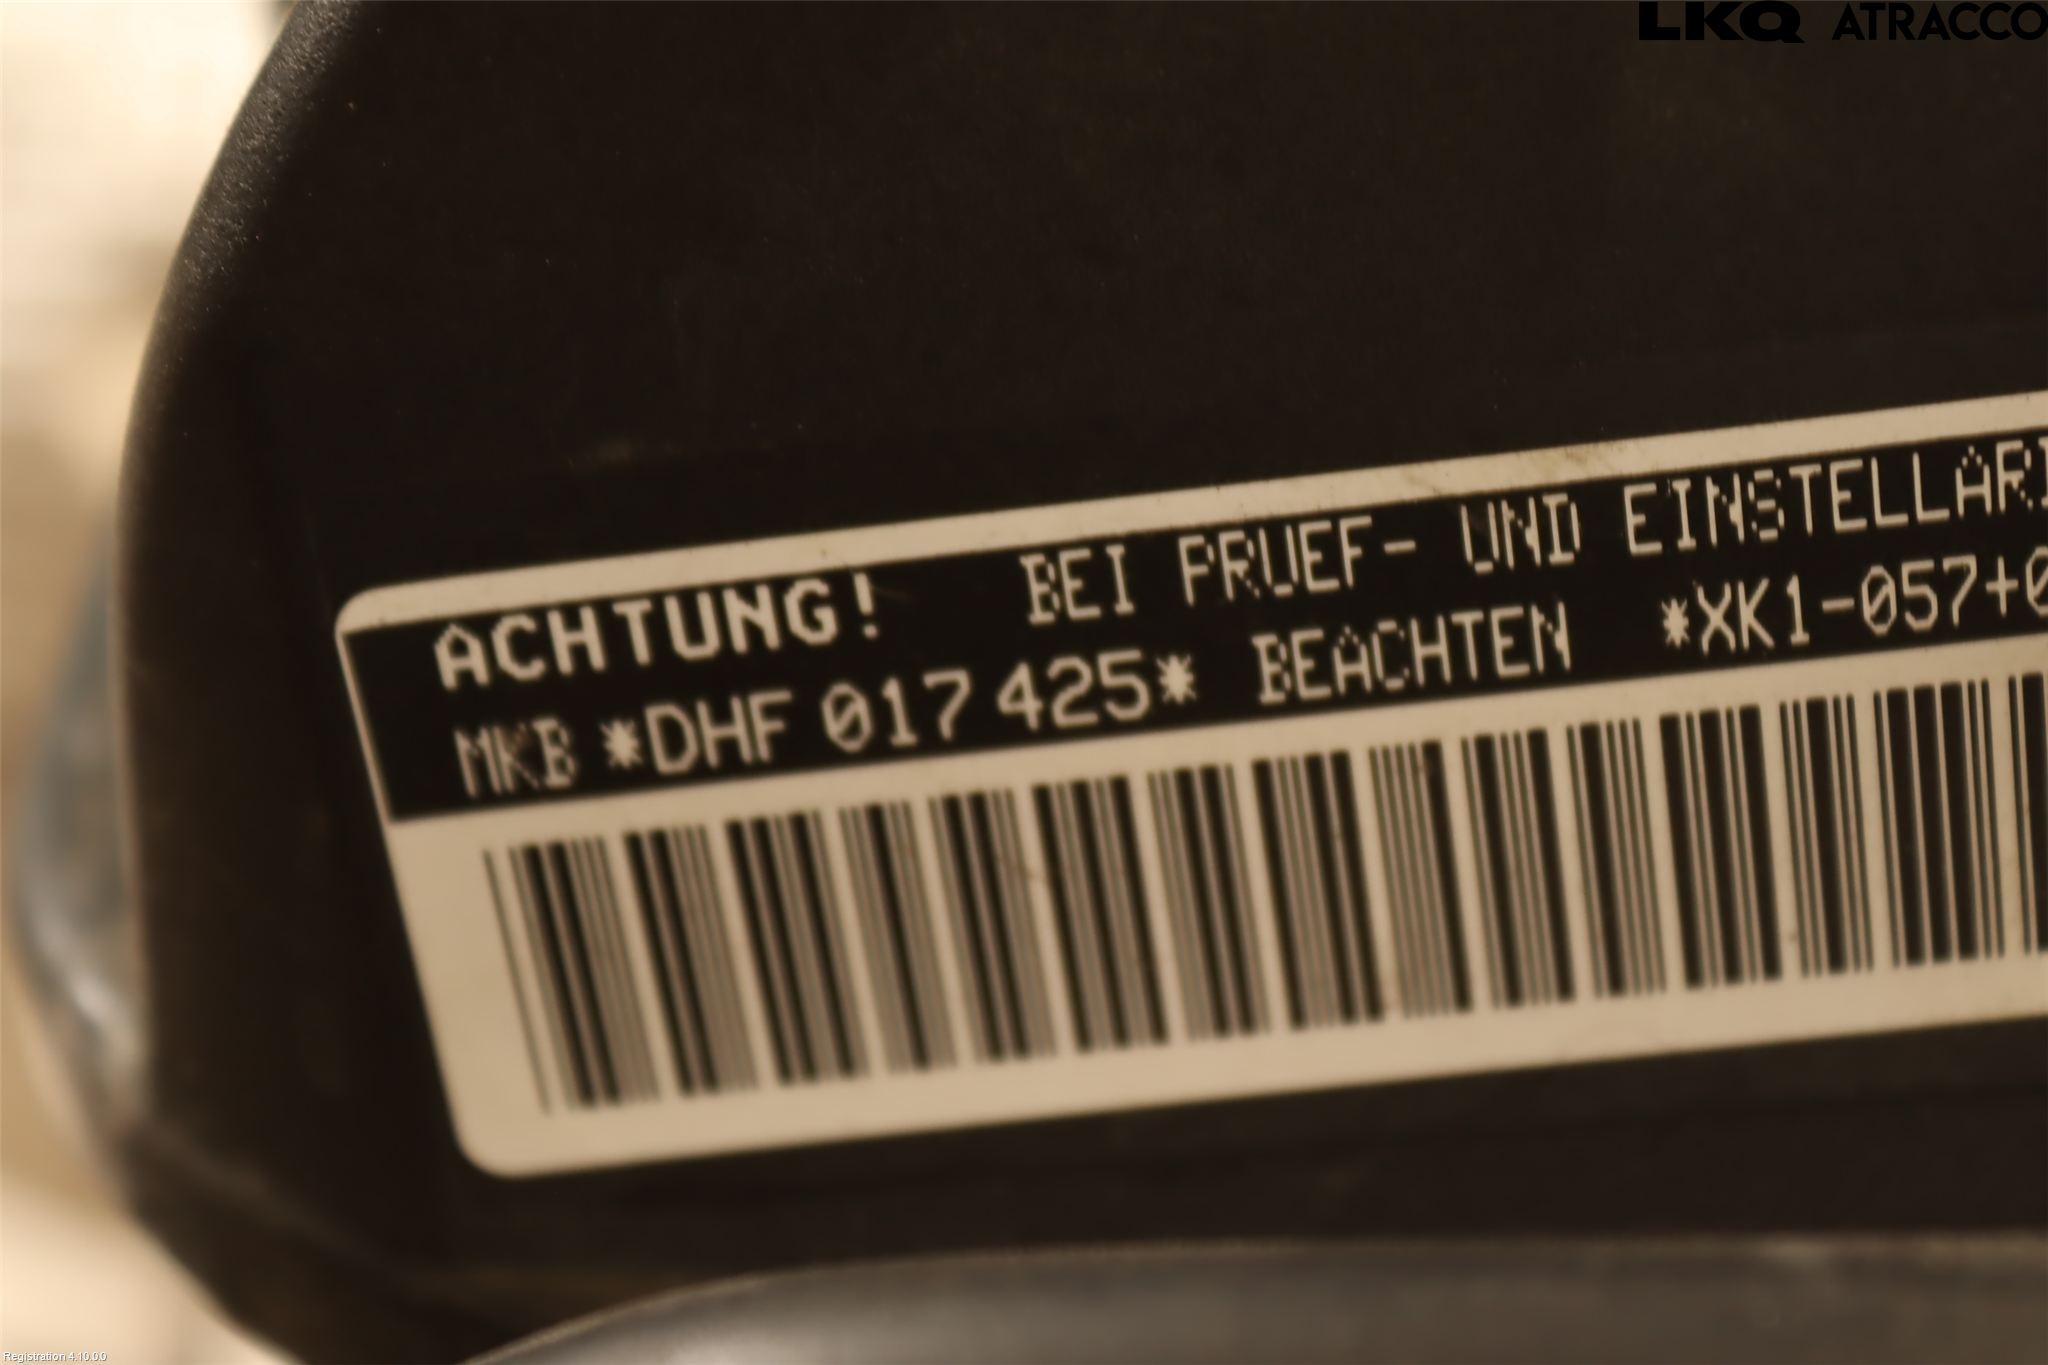 LKQ ATRACCO
ACHTUNG! BEI PRUEF- UND EINSTELLAR
MKB *DHF 017 425* BEACHTEN *XK1-057+0
Registration 4.10.0.0